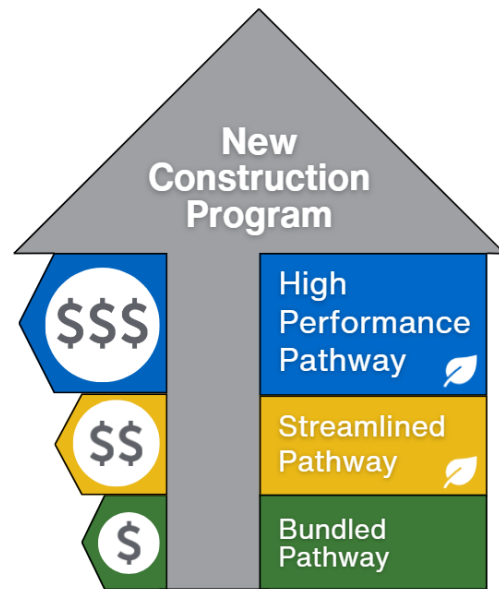 New
Construction
Program
$$$
High
Performance
Pathway
$$
Streamlined
Pathway
$
Bundled
Pathway